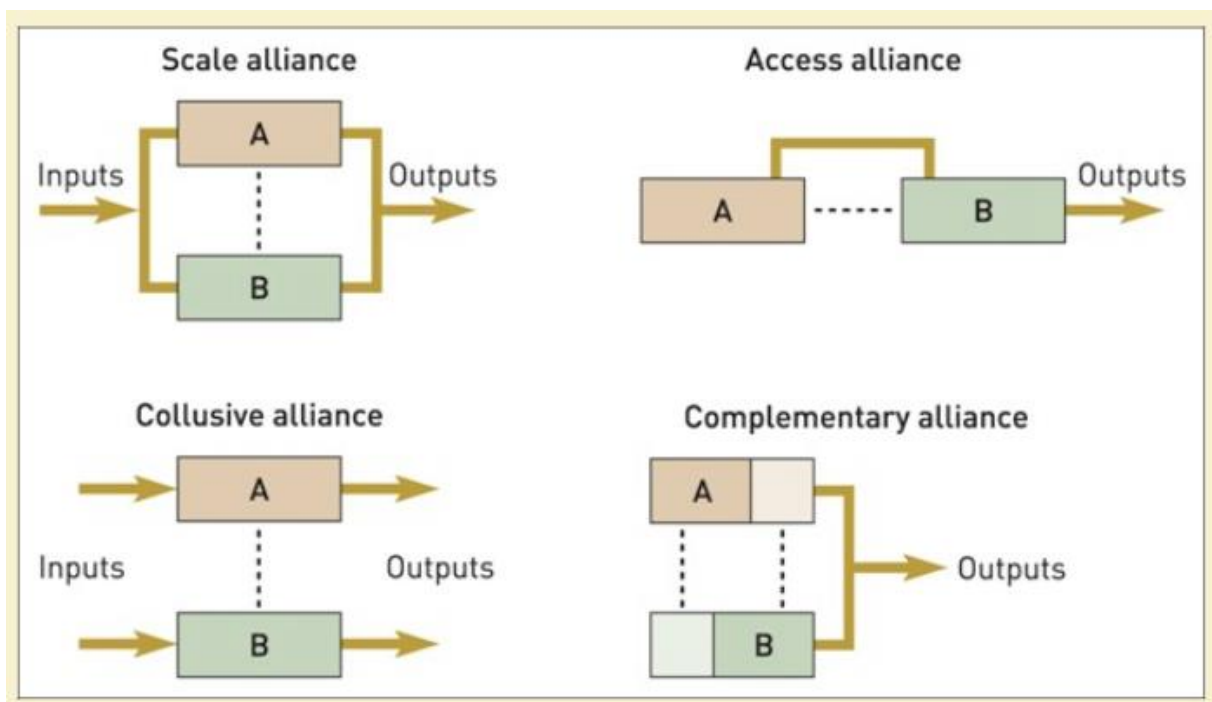 Scale alliance
A
Inputs
Outputs
B
Access alliance
A
B
Outputs
Collusive alliance
A
Inputs
Outputs
B
Complementary alliance
A
Outputs
B